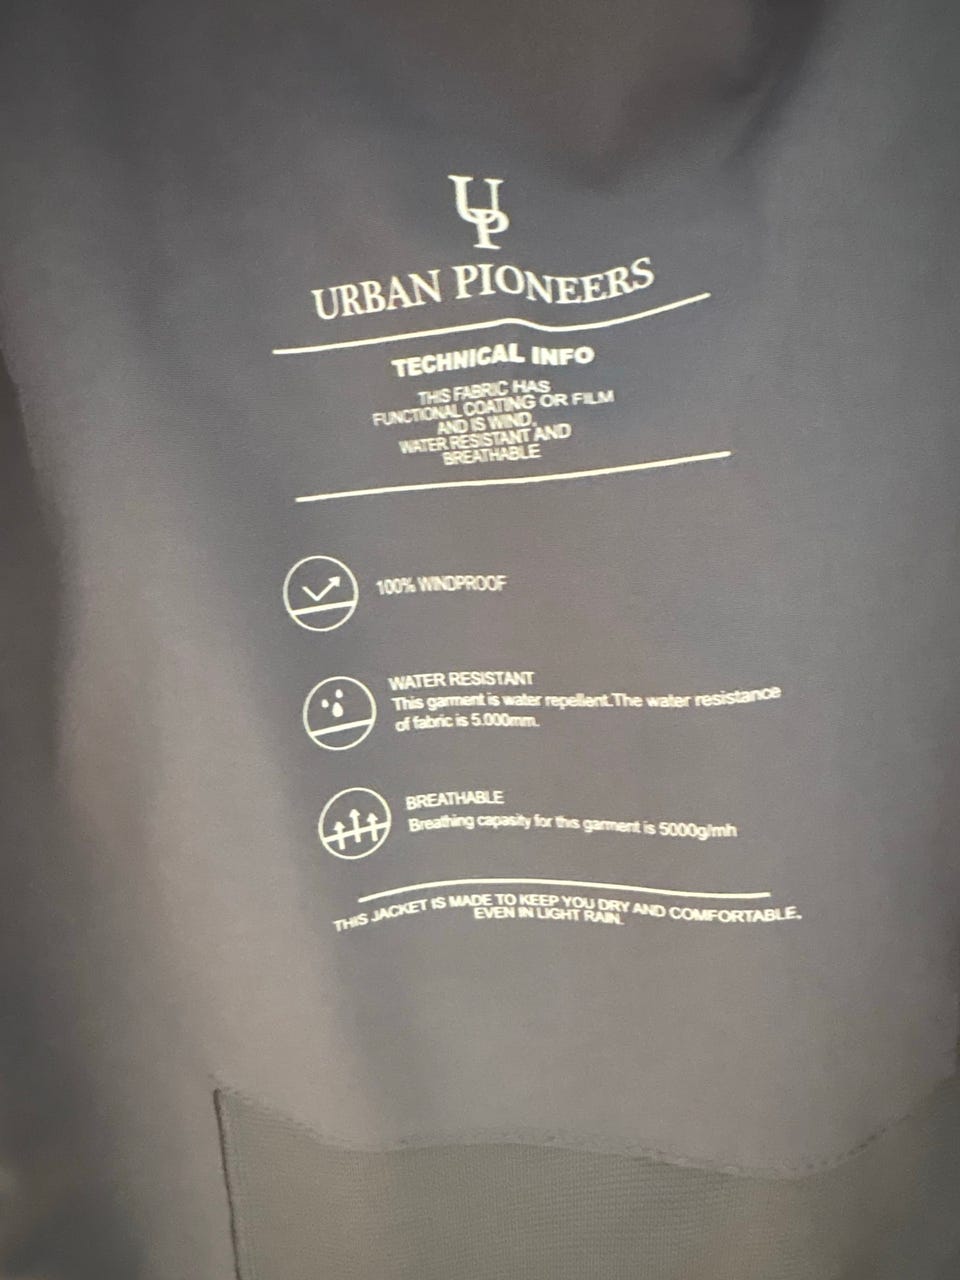 UP
URBAN PIONEERS
TECHNICAL INFO
THIS FABRIC HAS
FUNCTIONAL COATING OR FILM
AND IS WIND,
WATER RESISTANT AND
BREATHABLE
100% WINDPROOF
WATER RESISTANT
This garment is water repellent.The water resistance
of fabric is 5.000mm.
BREATHABLE
Breathing capasity for this garment is 5000g/mh
THIS JACKET IS MADE TO KEEP YOU DRY AND COMFORTABLE.
EVEN IN LIGHT RAIN.